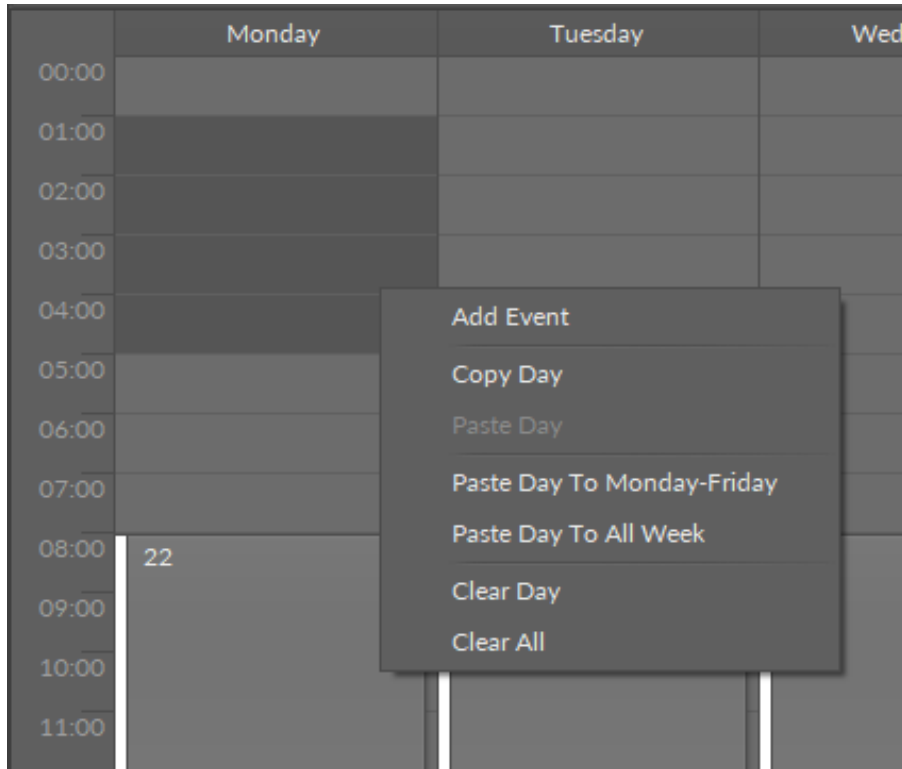 Monday Tuesday Wed
00:00
01:00
02:00
03:00
04:00
Add Event
05:00
Copy Day
06:00
Paste Day
07:00
Paste Day To Monday-Friday
Paste Day To All Week
08:00
22
09:00
Clear Day
10:00
Clear All
11:00